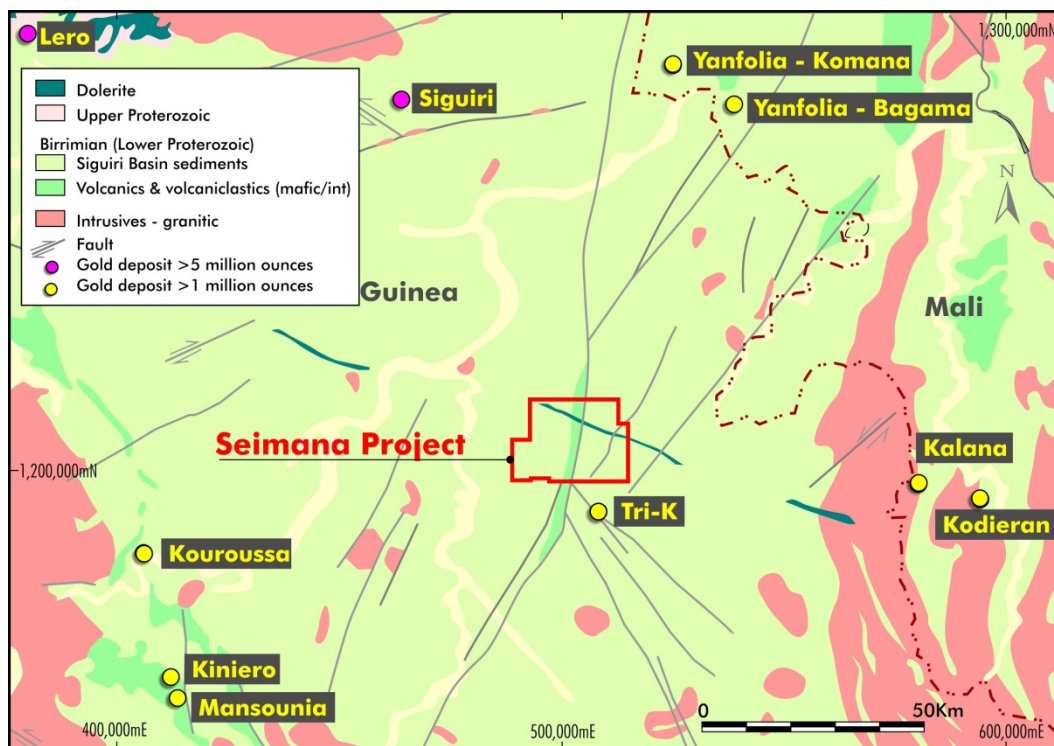 Lero
1,300,000mN
Yanfolia - Komana
Siguiri
Yanfolia - Bagama
Dolerite
Upper Proterozoic
Birrimian (Lower Proterozoic)
Siguiri Basin sediments
Volcanics & volcaniclastics (mafic/int)
Intrusives - granitic
Fault
Gold deposit >5 million ounces
Gold deposit >1 million ounces
N
Guinea
Mali
Seimana Project
1,200,000mN
Kalana
Kodieran
Tri-K
Kouroussa
Kiniero
Mansounia
0
50Km
400,000mE
500,000mE
600,000mE